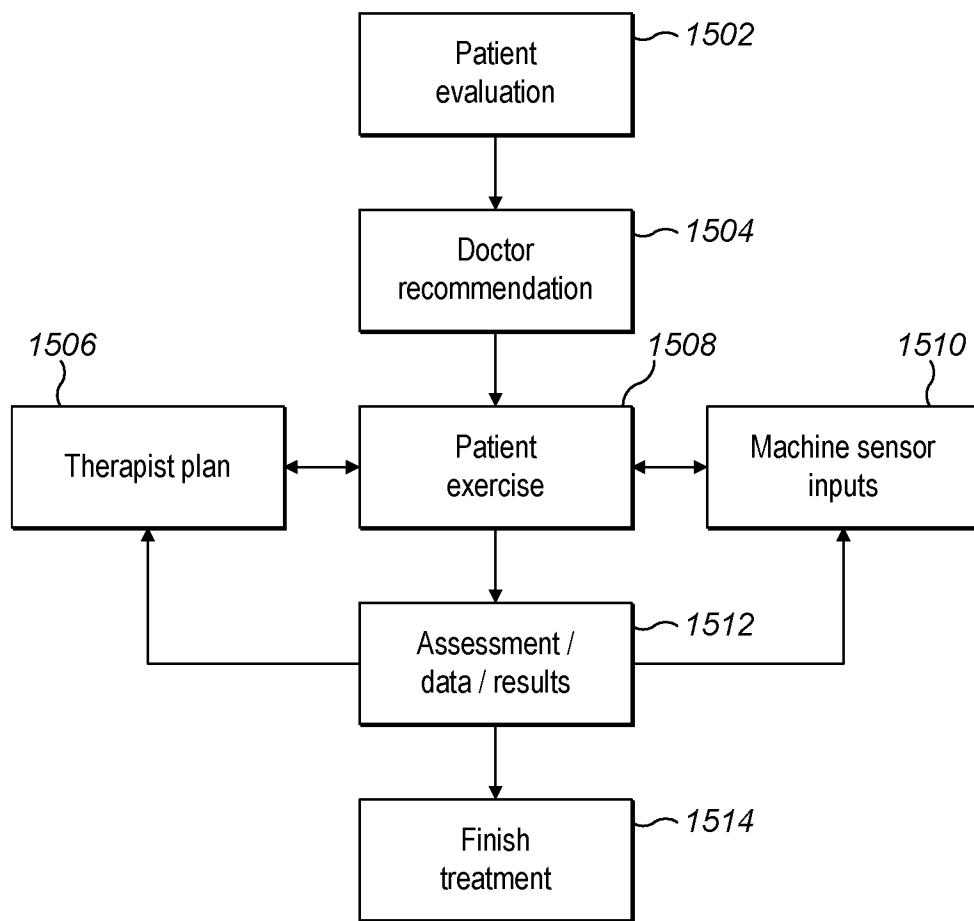 Patient
evaluation
1502
Doctor
recommendation
1504
1506
Therapist plan
1508
Patient
exercise
1510
Machine sensor
inputs
Assessment /
data / results
1512
Finish
treatment
1514